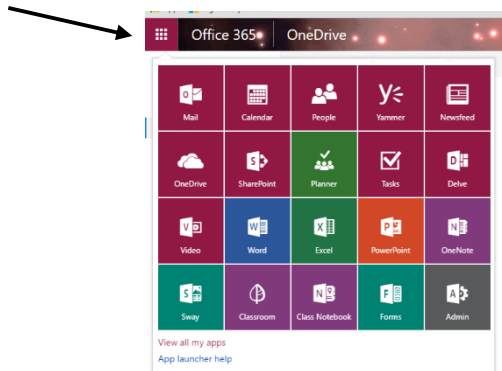 Office 365 OneDrive
Mail Calendar People Yammer Newsfeed
OneDrive SharePoint Planner Tasks Delve
Video Word Excel PowerPoint OneNote
Sway Classroom Class Notebook Forms Admin
View all my apps
App launcher help